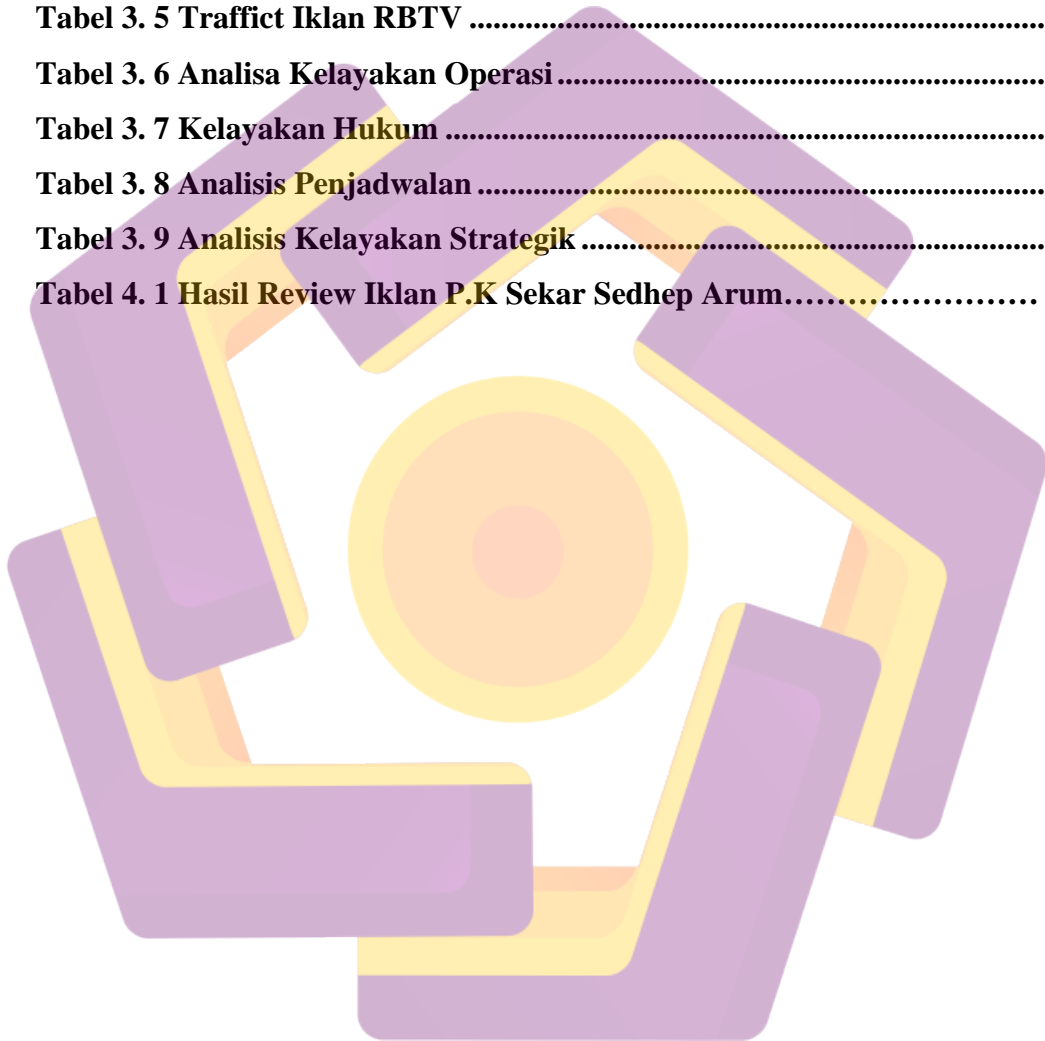 Tabel 3. 5 Traffict Iklan RBTV ........................................................................
Tabel 3. 6 Analisa Kelayakan Operasi .............................................................
Tabel 3. 7 Kelayakan Hukum ...........................................................................
Tabel 3. 8 Analisis Penjadwalan .......................................................................
Tabel 3. 9 Analisis Kelayakan Strategik ..........................................................
Tabel 4. 1 Hasil Review Iklan P.K Sekar Sedhep Arum……………………